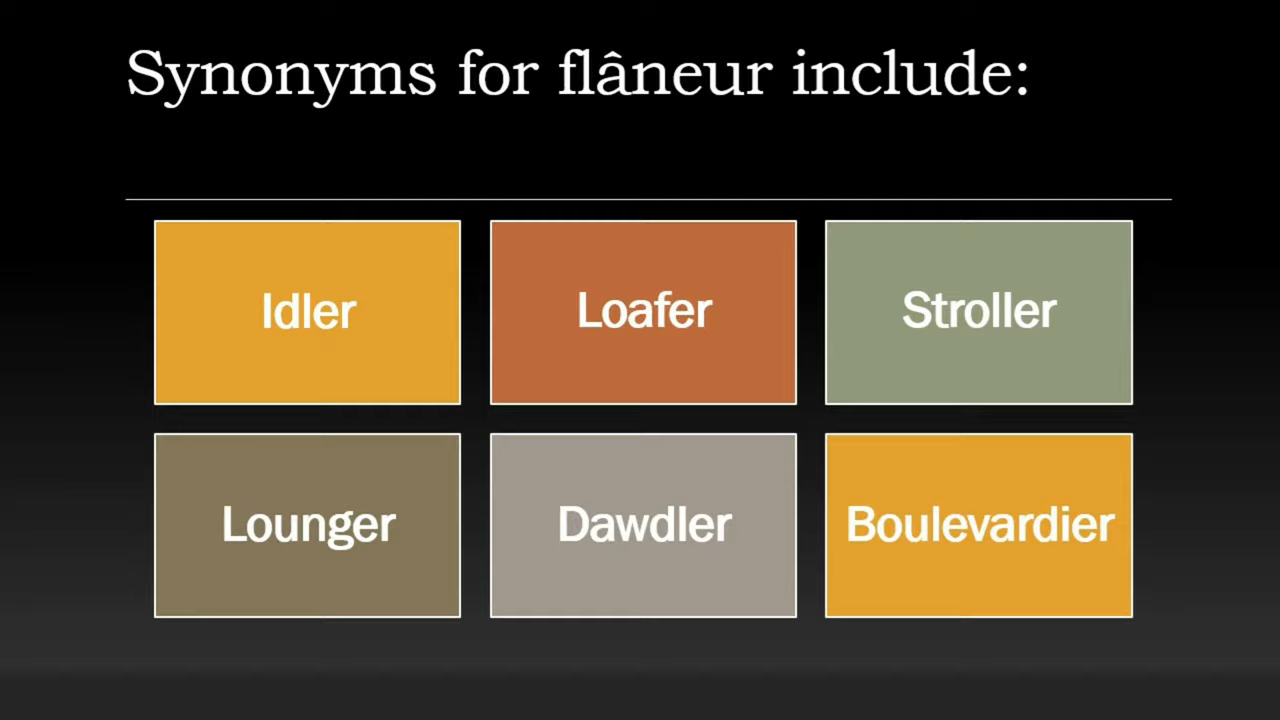 Synonyms for flâneur include:
Idler
Loafer
Stroller
Lounger
Dawdler
Boulevardier